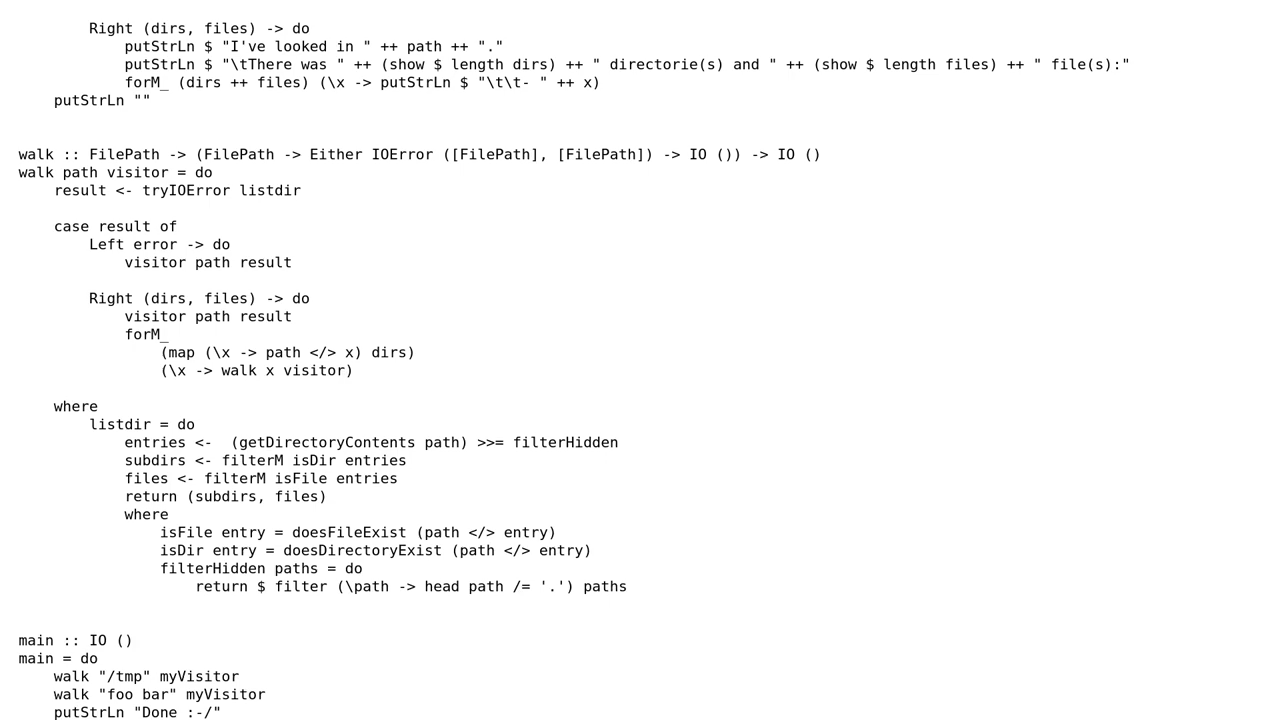 Right (dirs, files) -> do
            putStrLn $ "I've looked in " ++ path ++ "."
            putStrLn $ "\tThere was " ++ (show $ length dirs) ++ " directorie(s) and " ++ (show $ length files) ++ " file(s):"
            forM_ (dirs ++ files) (\x -> putStrLn $ "\t\t- " ++ x)
    putStrLn ""


walk :: FilePath -> (FilePath -> Either IOError ([FilePath], [FilePath]) -> IO ()) -> IO ()
walk path visitor = do
    result <- tryIOError listdir

    case result of
        Left error -> do
            visitor path result

        Right (dirs, files) -> do
            visitor path result
            forM_
                (map (\x -> path </> x) dirs)
                (\x -> walk x visitor)

    where
        listdir = do
            entries <-  (getDirectoryContents path) >>= filterHidden
            subdirs <- filterM isDir entries
            files <- filterM isFile entries
            return (subdirs, files)
            where
                isFile entry = doesFileExist (path </> entry)
                isDir entry = doesDirectoryExist (path </> entry)
                filterHidden paths = do
                    return $ filter (\path -> head path /= '.') paths


main :: IO ()
main = do
    walk "/tmp" myVisitor
    walk "foo bar" myVisitor
    putStrLn "Done :-/"